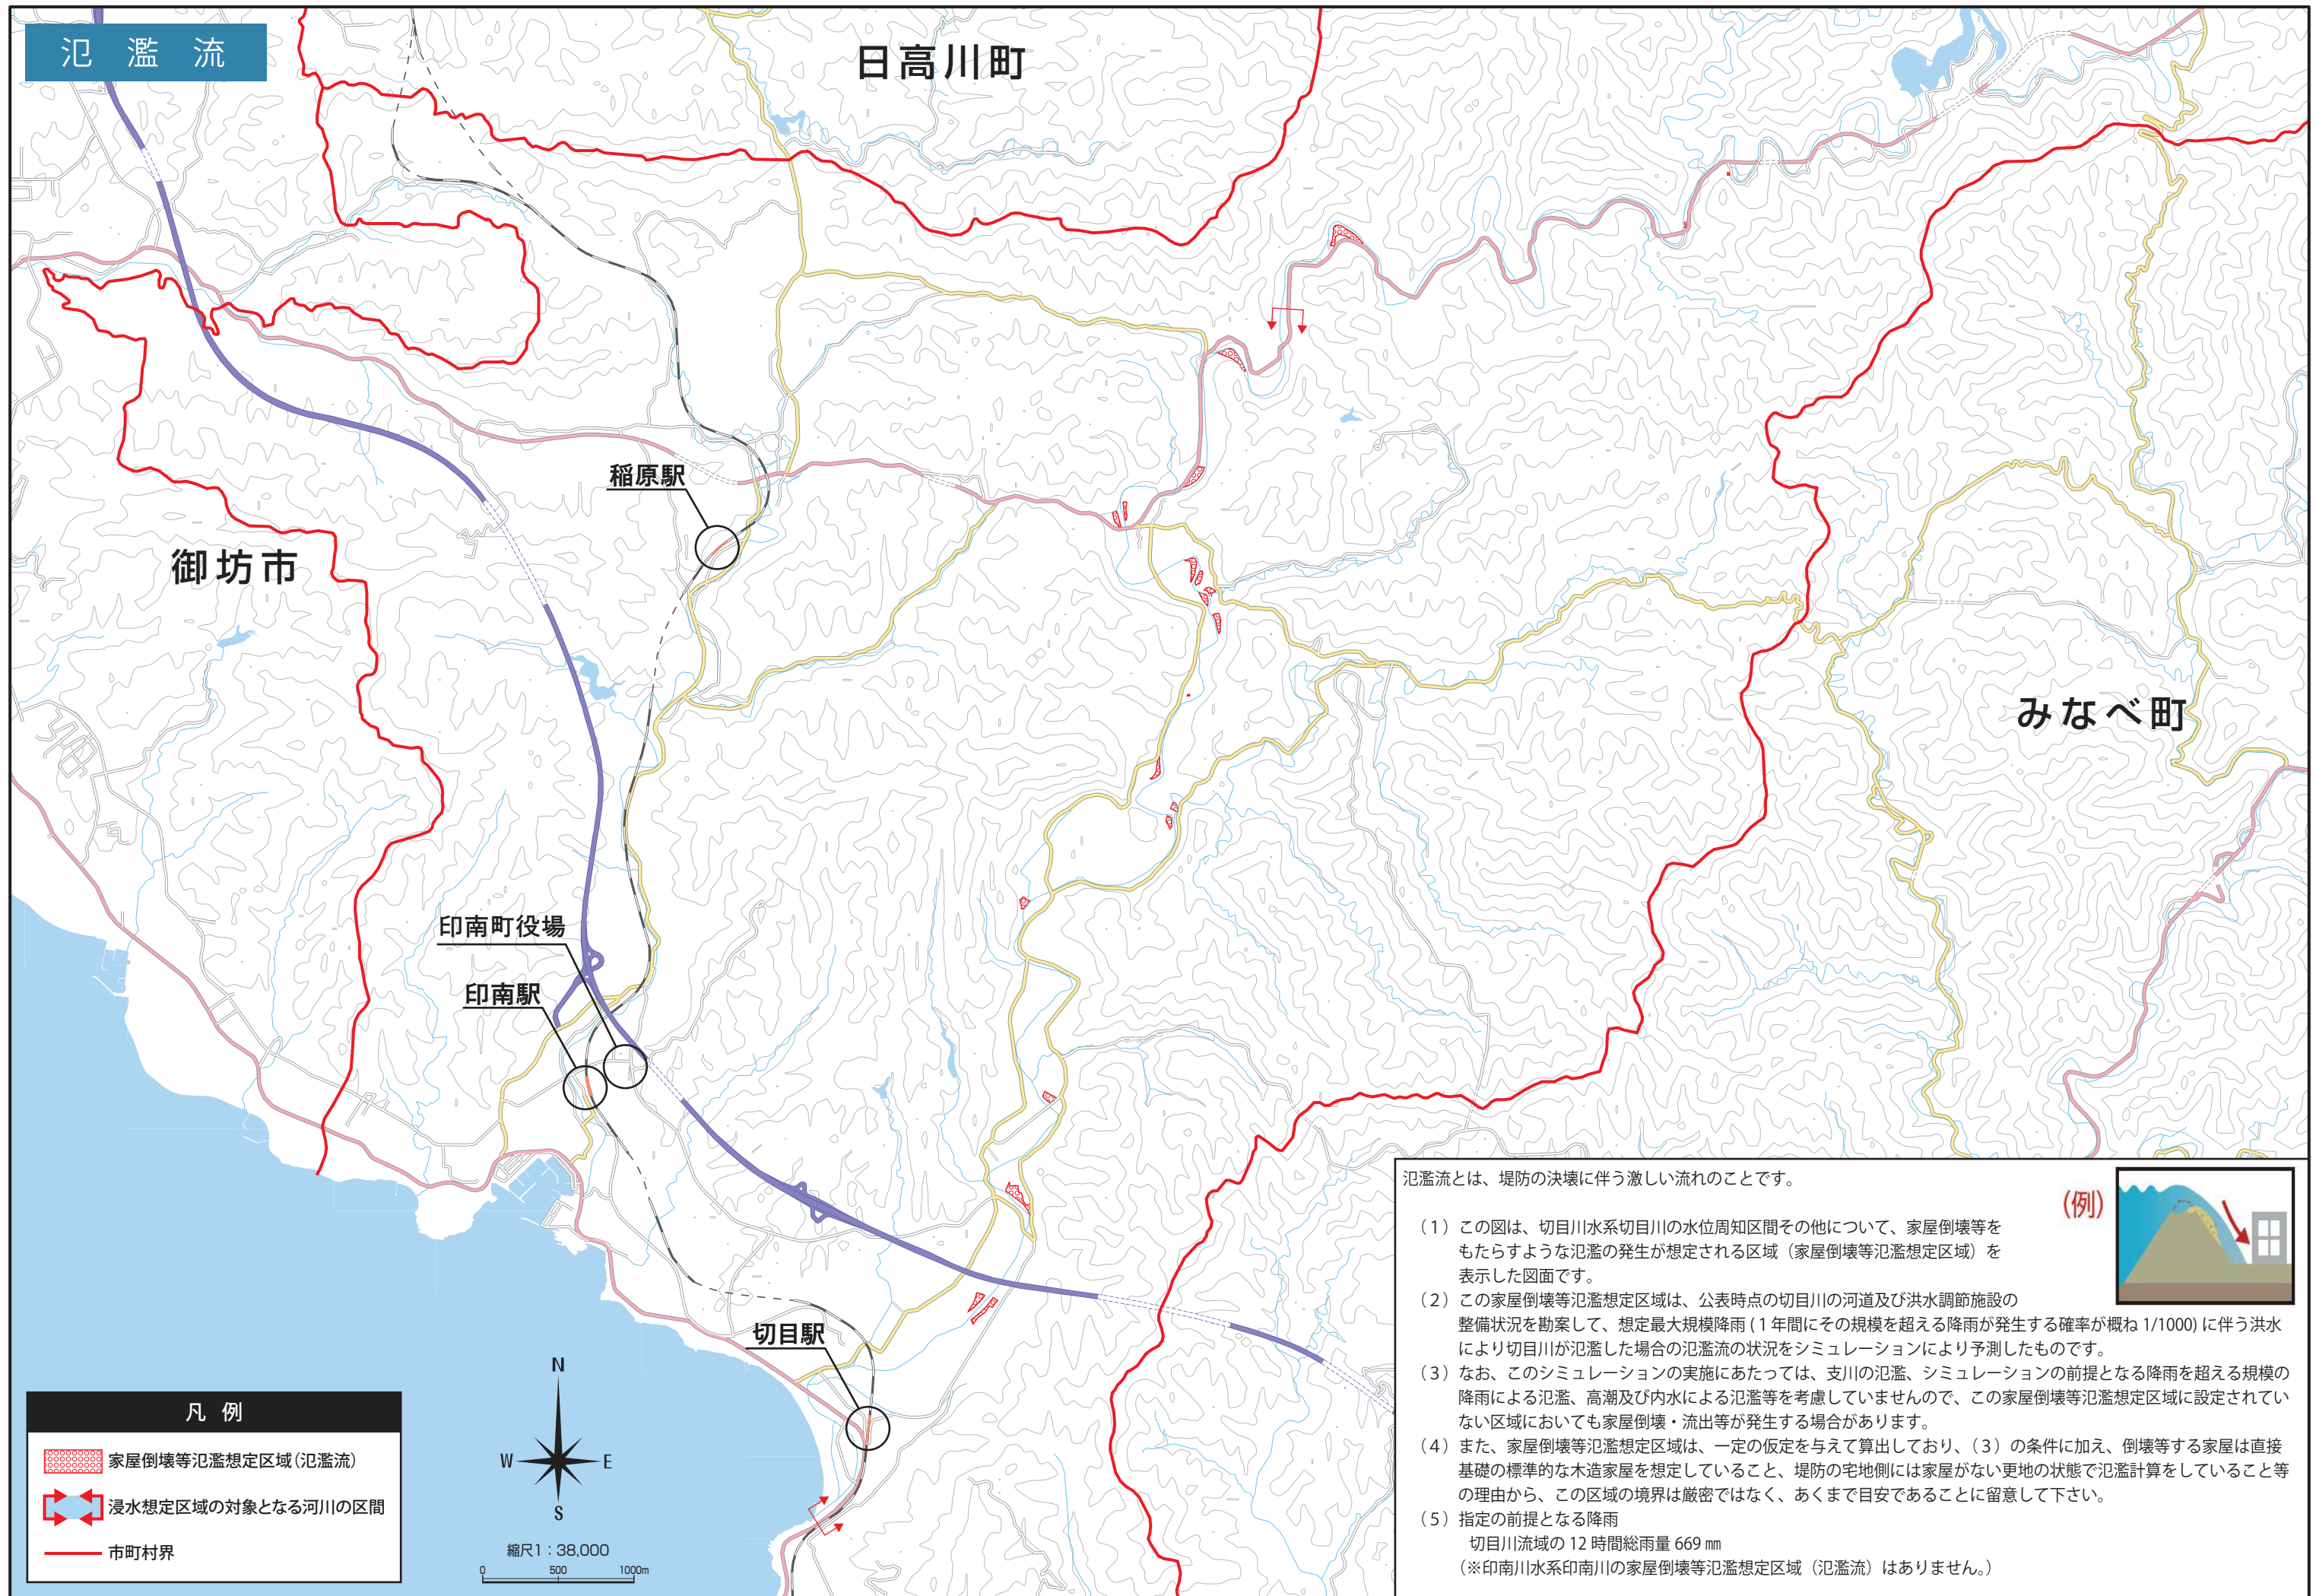 氾 濫 流
日高川町
稲原駅
御坊市
みなべ町
印南町役場
印南駅
切目駅
凡 例
家屋倒壊等氾濫想定区域（氾濫流）
浸水想定区域の対象となる河川の区間
市町村界
N
W
E
S
縮尺1：38,000
0 500 1000m
氾濫流とは、堤防の決壊に伴う激しい流れのことです。
（例）
（1）この図は、切目川水系切目川の水位周知区間その他について、家屋倒壊等を
もたらすような氾濫の発生が想定される区域（家屋倒壊等氾濫想定区域）を
表示した図面です。
（2）この家屋倒壊等氾濫想定区域は、公表時点の切目川の河道及び洪水調節施設の
整備状況を勘案して、想定最大規模降雨 (１年間にその規模を超える降雨が発生する確率が概ね 1/1000) に伴う洪水
により切目川が氾濫した場合の氾濫流の状況をシミュレーションにより予測したものです。
（3）なお、このシミュレーションの実施にあたっては、支川の氾濫、シミュレーションの前提となる降雨を超える規模の
降雨による氾濫、高潮及び内水による氾濫等を考慮していませんので、この家屋倒壊等氾濫想定区域に設定されてい
ない区域においても家屋倒壊・流出等が発生する場合があります。
（4）また、家屋倒壊等氾濫想定区域は、一定の仮定を与えて算出しており、（３）の条件に加え、倒壊等する家屋は直接
基礎の標準的な木造家屋を想定していること、堤防の宅地側には家屋がない更地の状態で氾濫計算をしていること等
の理由から、この区域の境界は厳密ではなく、あくまで目安であることに留意して下さい。
（5）指定の前提となる降雨
切目川流域の 12 時間総雨量 669 ㎜
（※印南川水系印南川の家屋倒壊等氾濫想定区域（氾濫流）はありません。）